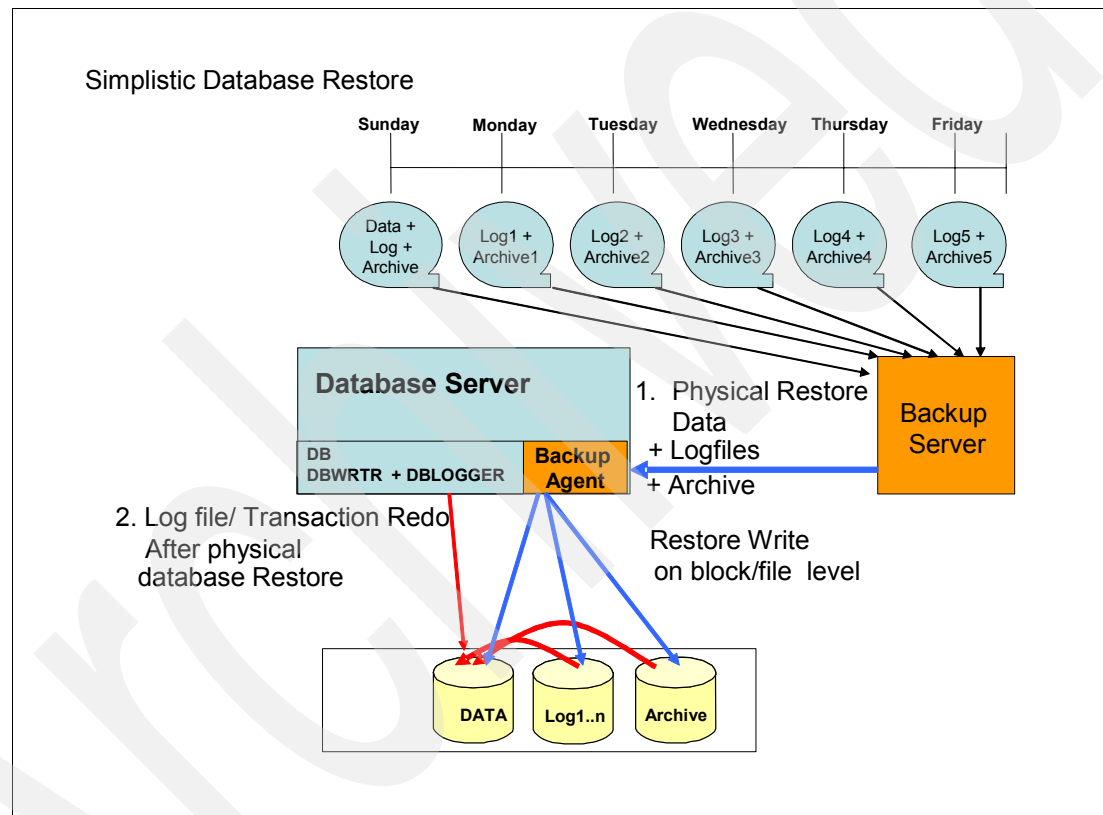 Simplistic Database Restore
Sunday Monday Tuesday Wednesday Thursday Friday
Data +
Log +
Archive
Log1 +
Archive1
Log2 +
Archive2
Log3 +
Archive3
Log4 +
Archive4
Log5 +
Archive5
Database Server
DB
DBWRTR + DBLOGGER
Backup
Agent
1. Physical Restore
Data
+ Logfiles
+ Archive
Backup
Server
2. Log file/ Transaction Redo
After physical
database Restore
Restore Write
on block/file level
DATA
Log1..n
Archive